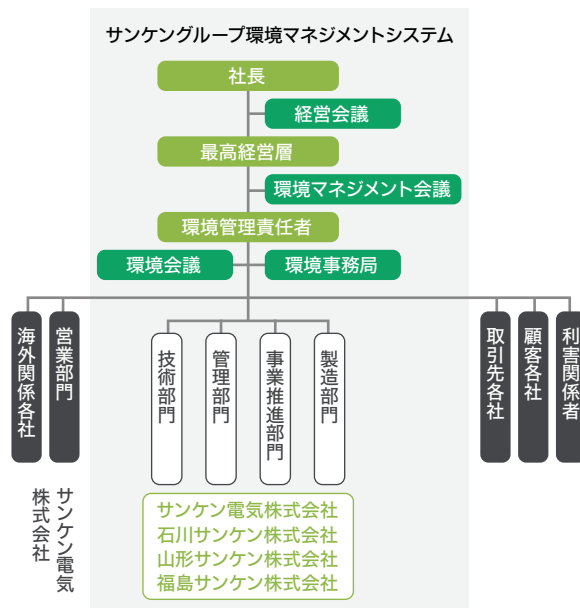 サンケングループ環境マネジメントシステム
社長
経営会議
最高経営層
環境マネジメント会議
環境管理責任者
環境会議
環境事務局
海外関係各社
営業部門
技術部門
管理部門
事業推進部門
製造部門
取引先各社
顧客各社
利害関係者
サンケン電気
株式会社
サンケン電気株式会社
石川サンケン株式会社
山形サンケン株式会社
福島サンケン株式会社